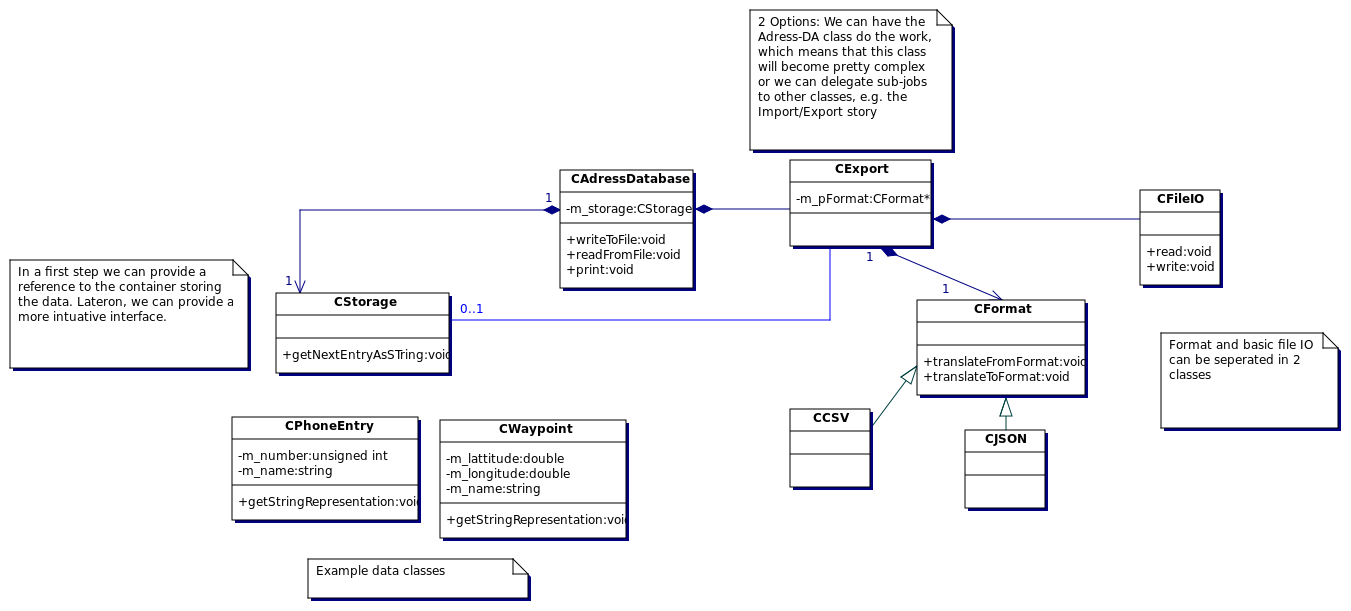 2 Options: We can have the
Adress-DA class do the work,
which means that this class
will become pretty complex
or we can delegate sub-jobs
to other classes, e.g. the
Import/Export story
CExport
-m_pFormat:CFormat*
CAdressDatabase
-m_storage:CStorage
+writeToFile:void
+readFromFile:void
+print:void
CFileIO
+read:void
+write:void
1
1
1
1
0..1
In a first step we can provide a
reference to the container storing
the data. Lateron, we can provide a
more intuative interface.
CStorage
+getNextEntryAsSTring:void
CFormat
+translateFromFormat:void
+translateToFormat:void
Format and basic file IO
can be seperated in 2
classes
CCSV
CJSON
CPhoneEntry
-m_number:unsigned int
-m_name:string
+getStringRepresentation:void
CWaypoint
-m_lattitude:double
-m_longitude:double
-m_name:string
+getStringRepresentation:void
Example data classes